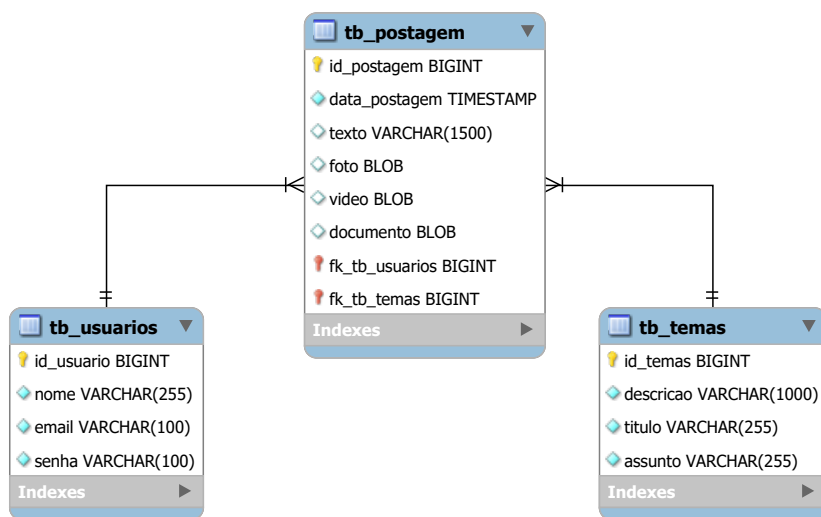 tb_postagem
id_postagem BIGINT
data_postagem TIMESTAMP
texto VARCHAR(1500)
foto BLOB
video BLOB
documento BLOB
fk_tb_usuarios BIGINT
fk_tb_temas BIGINT
Indexes
tb_usuarios
id_usuario BIGINT
nome VARCHAR(255)
email VARCHAR(100)
senha VARCHAR(100)
Indexes
tb_temas
id_temas BIGINT
descricao VARCHAR(1000)
titulo VARCHAR(255)
assunto VARCHAR(255)
Indexes